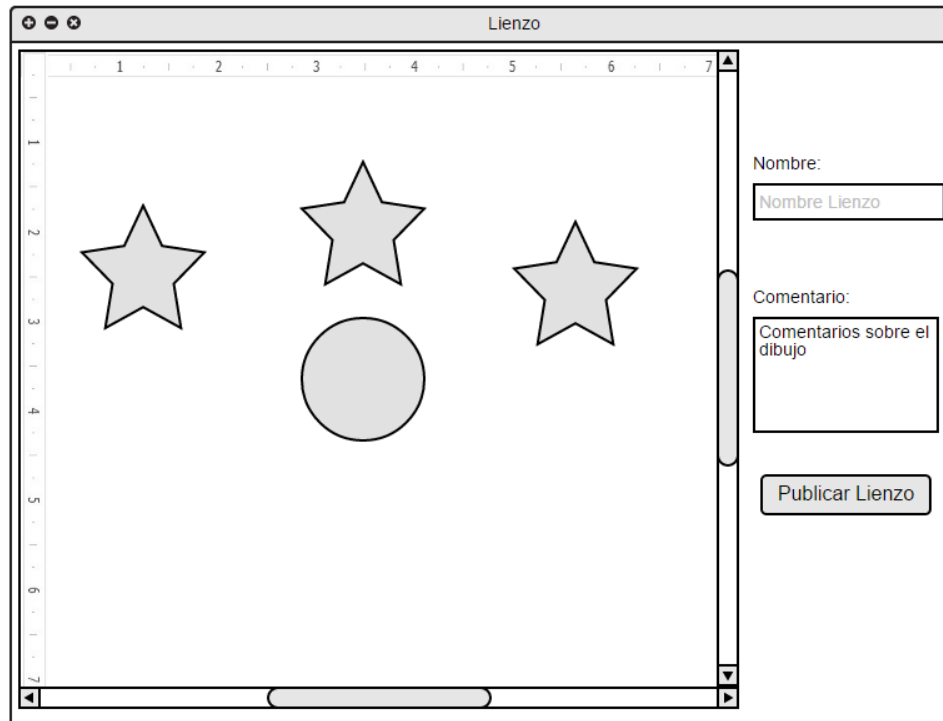 Lienzo
1 2 3 4 5 6 7
1
2
3
4
5
6
7
Nombre:
Nombre Lienzo
Comentario:
Comentarios sobre el
dibujo
Publicar Lienzo